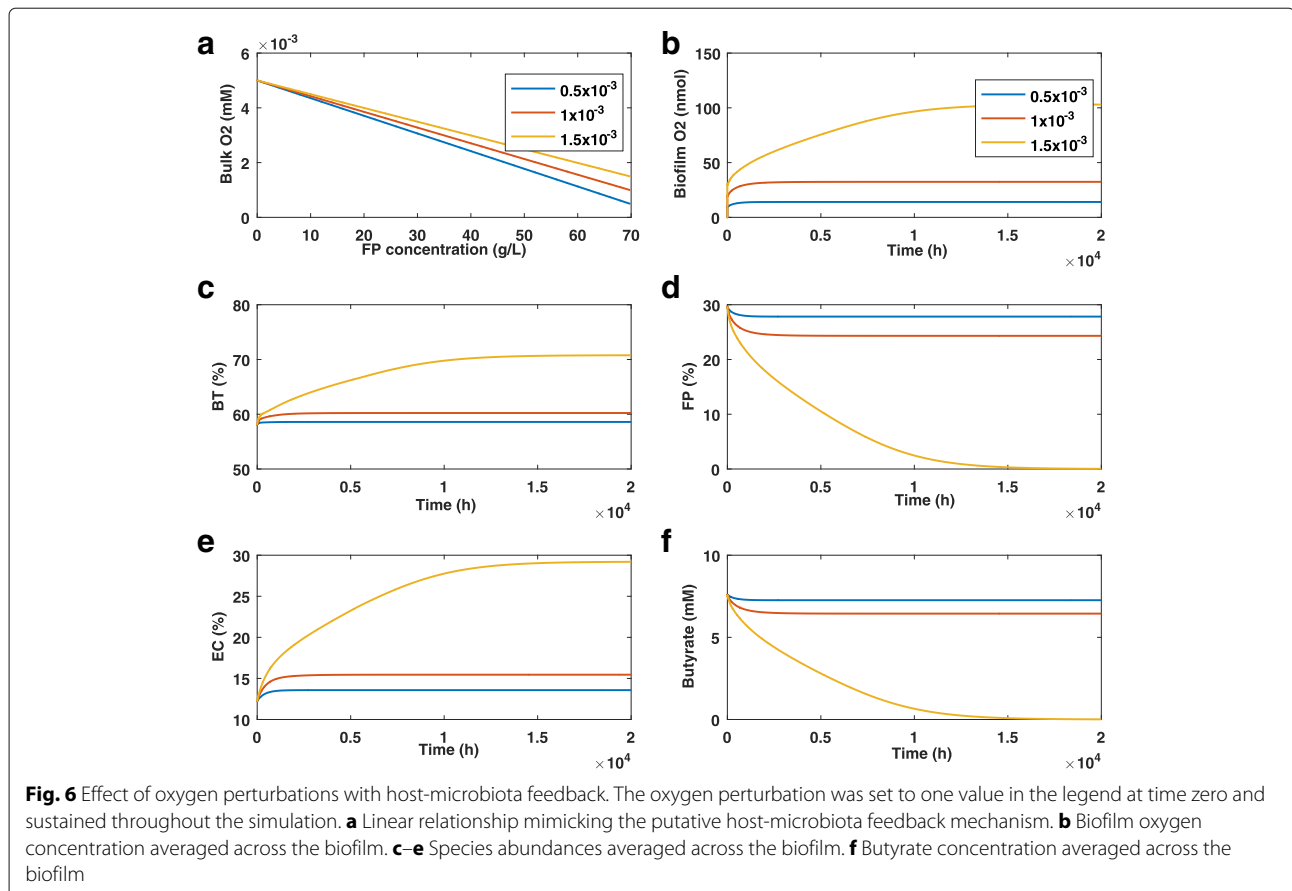 a
× 10-3
6
4
2
0
Bulk O2 (mM)
0 10 20 30 40 50 60 70
FP concentration (g/L)
0.5x10-3
1x10-3
1.5x10-3
b
150
100
50
0
Biofilm O2 (nmol)
0 0.5 1 1.5 2
Time (h)
× 104
0.5x10-3
1x10-3
1.5x10-3
c
80
70
60
50
BT (%)
0 0.5 1 1.5 2
Time (h)
× 104
d
30
20
10
0
FP (%)
0 0.5 1 1.5 2
Time (h)
× 104
e
30
25
20
15
10
EC (%)
0 0.5 1 1.5 2
Time (h)
× 104
f
10
5
0
Butyrate (mM)
0 0.5 1 1.5 2
Time (h)
× 104
Fig. 6 Effect of oxygen perturbations with host-microbiota feedback. The oxygen perturbation was set to one value in the legend at time zero and
sustained throughout the simulation. a Linear relationship mimicking the putative host-microbiota feedback mechanism. b Biofilm oxygen
concentration averaged across the biofilm. c–e Species abundances averaged across the biofilm. f Butyrate concentration averaged across the
biofilm